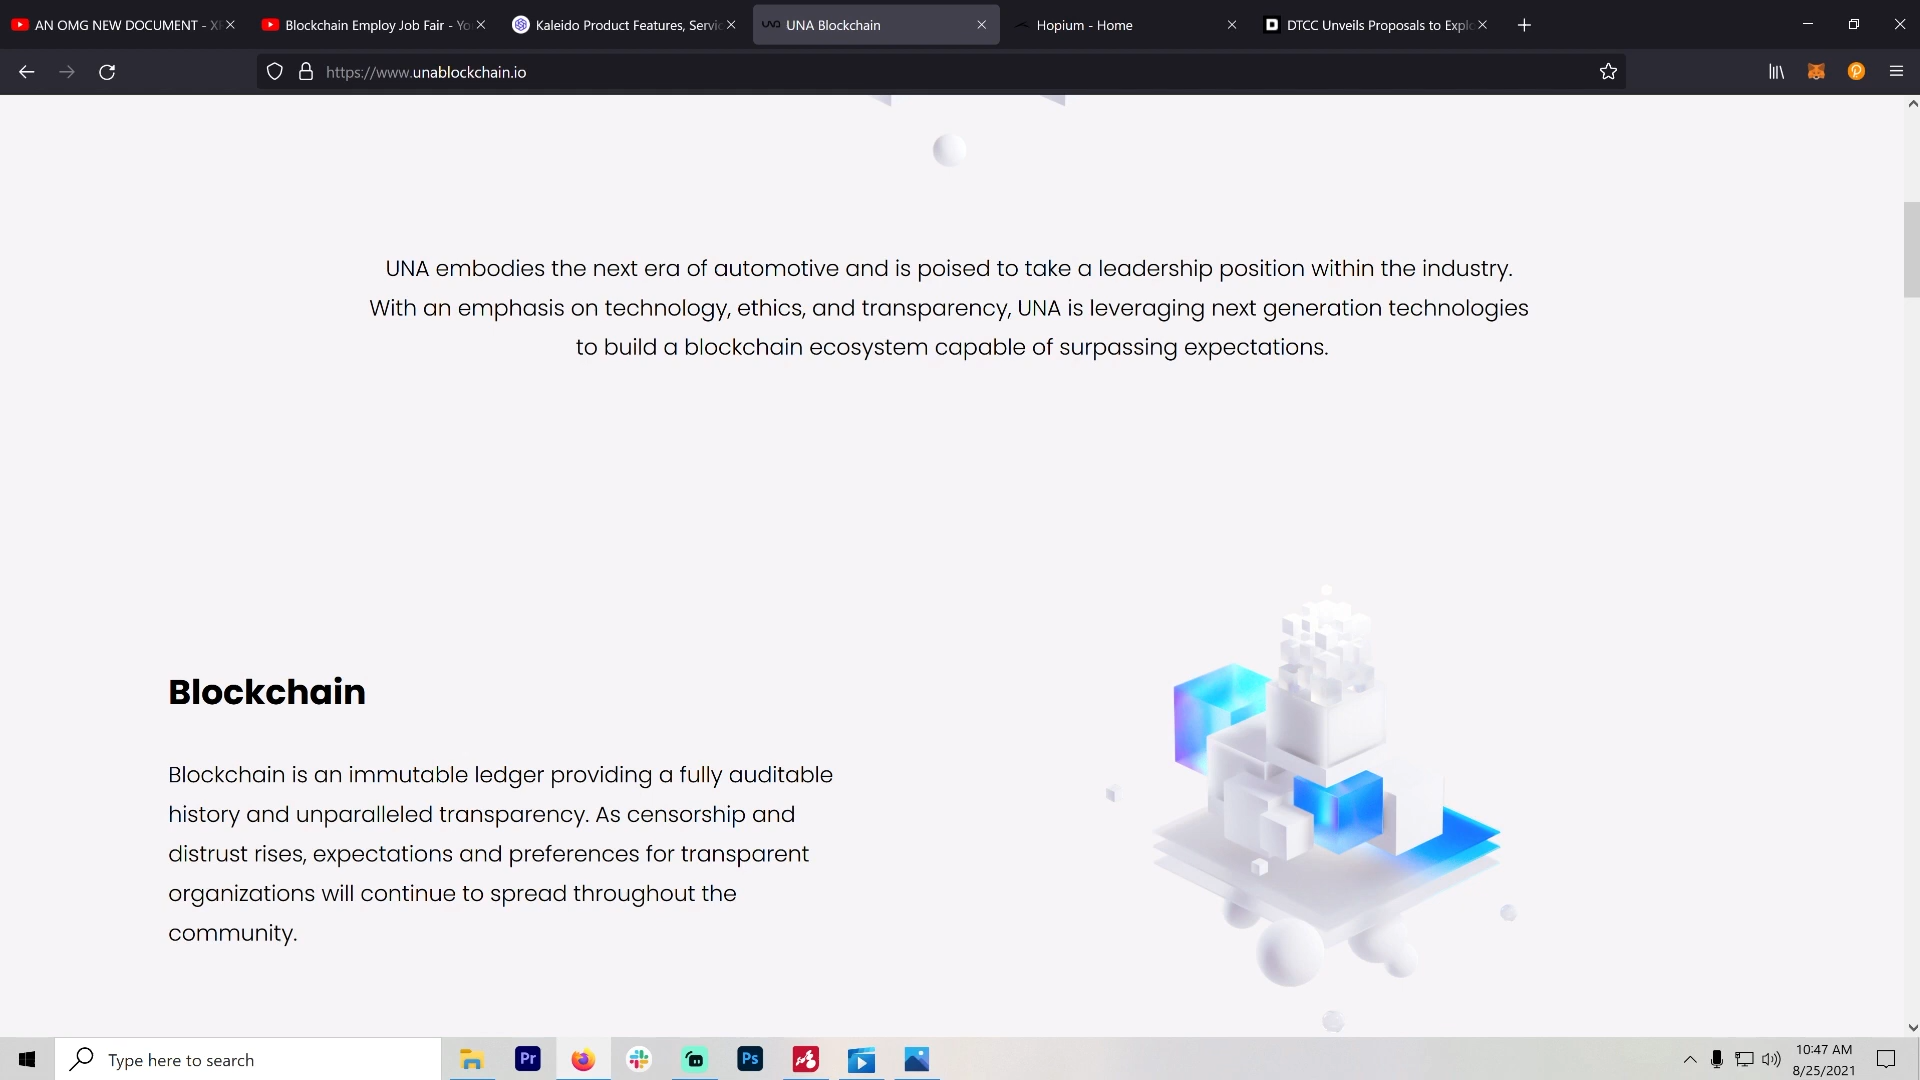 AN OMG NEW DOCUMENT - X
Blockchain Employ Job Fair - Yo
Kaleido Product Features, Servic
UNA Blockchain
Hopium - Home
DTCC Unveils Proposals to Explo
https://www.unablockchain.io
UNA embodies the next era of automotive and is poised to take a leadership position within the industry.
With an emphasis on technology, ethics, and transparency, UNA is leveraging next generation technologies
to build a blockchain ecosystem capable of surpassing expectations.
Blockchain
Blockchain is an immutable ledger providing a fully auditable
history and unparalleled transparency. As censorship and
distrust rises, expectations and preferences for transparent
organizations will continue to spread throughout the
community.
Type here to search
Pr
Ps
10:47 AM
8/25/2021